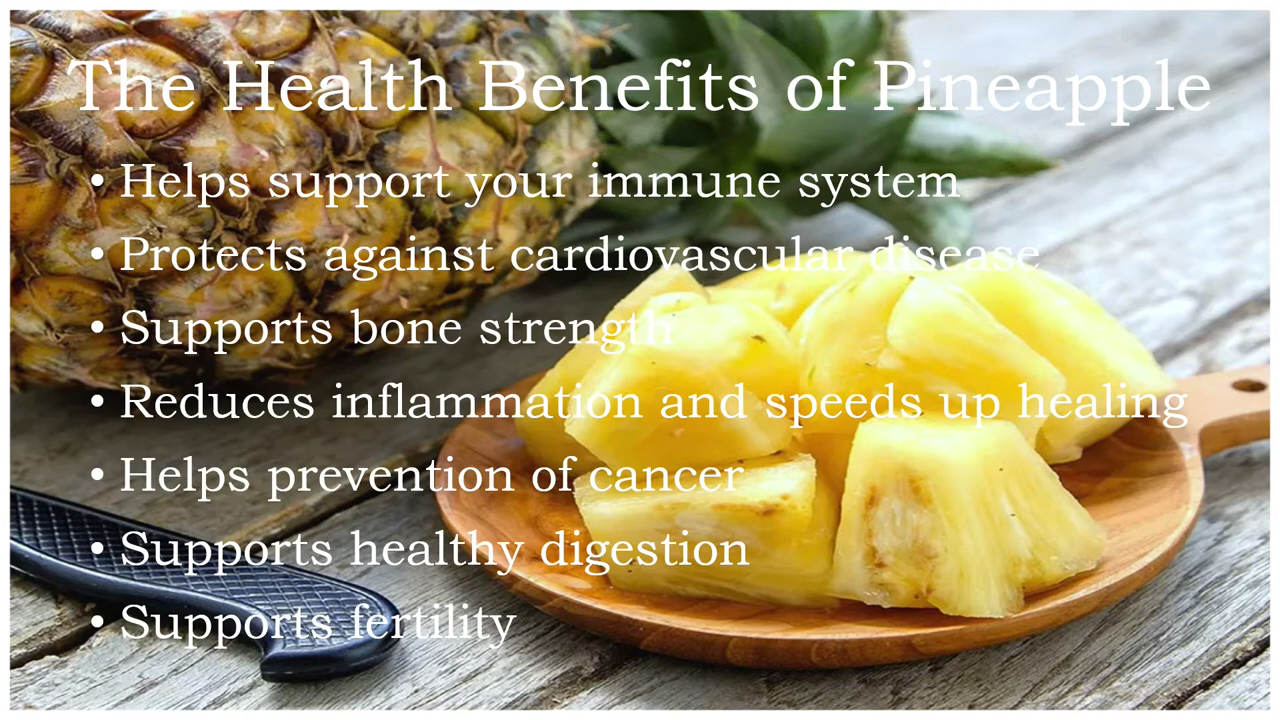 The Health Benefits of Pineapple
• Helps support your immune system
• Protects against cardiovascular disease
• Supports bone strength
• Reduces inflammation and speeds up healing
• Helps prevention of cancer
• Supports healthy digestion
• Supports fertility